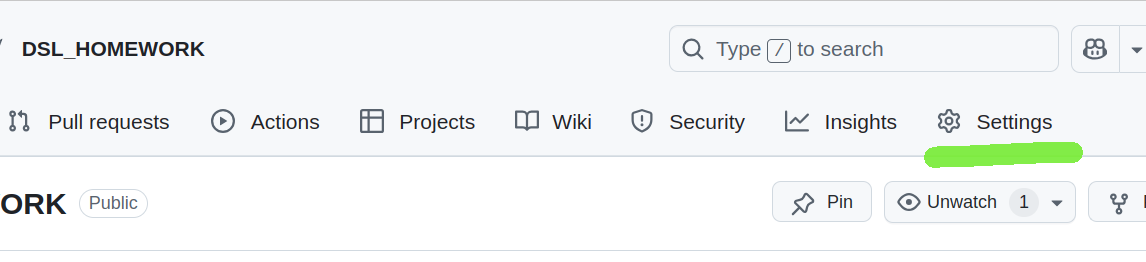 DSL_HOMEWORK
Type / to search
Pull requests
Actions
Projects
Wiki
Security
Insights
Settings
ORK
Public
Pin
Unwatch 1